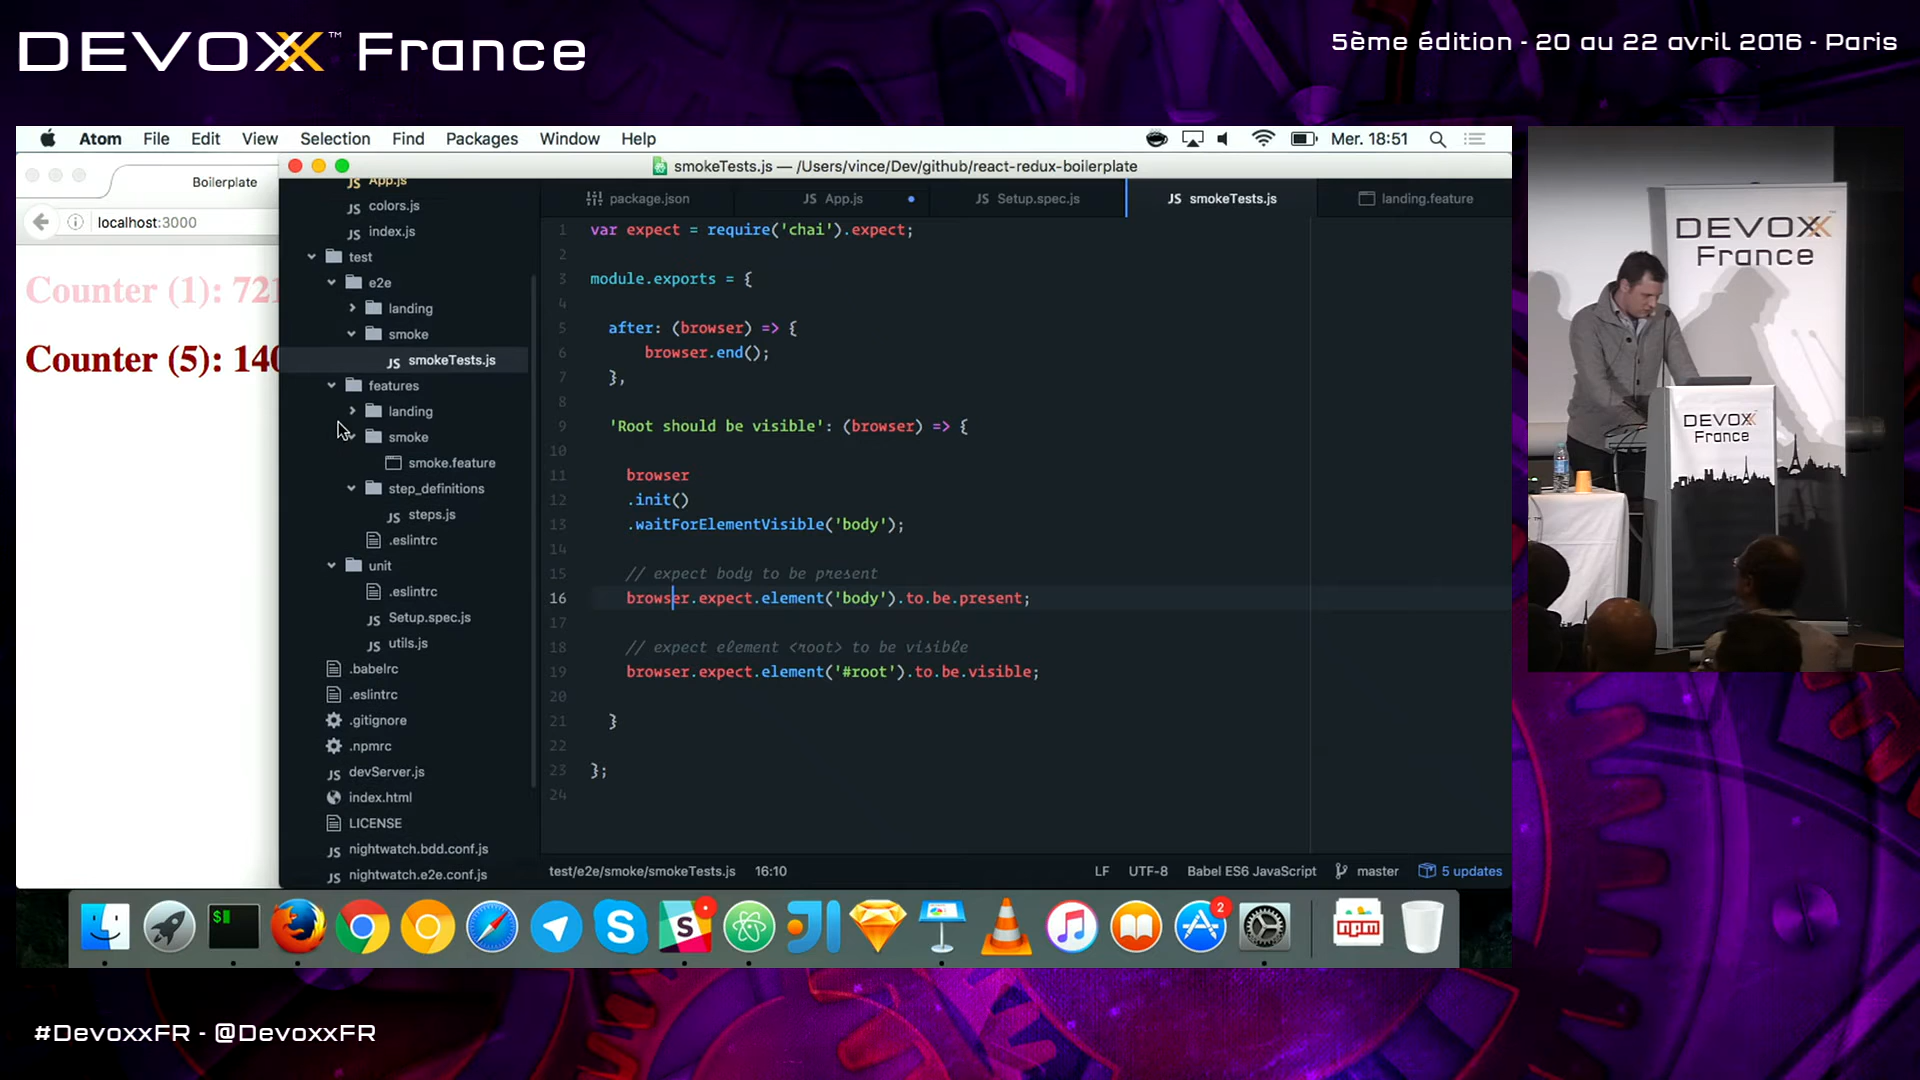 DEVOXX™ France
5ème édition - 20 au 22 avril 2016 - Paris
Atom File Edit View Selection Find Packages Window Help
Mer. 18:51
Boilerplate
localhost:3000
Counter (1): 721
Counter (5): 140
smokeTests.js — /Users/vince/Dev/github/react-redux-boilerplate
App.js
colors.js
index.js
test
e2e
landing
smoke
smokeTests.js
features
landing
smoke
smoke.feature
step_definitions
steps.js
.eslintrc
unit
.eslintrc
Setup.spec.js
utils.js
.babelrc
.eslintrc
.gitignore
.npmrc
devServer.js
index.html
LICENSE
nightwatch.bdd.conf.js
nightwatch.e2e.conf.js
package.json App.js Setup.spec.js smokeTests.js landing.feature
1 var expect = require('chai').expect;
2
3 module.exports = {
4
5 after: (browser) => {
6 browser.end();
7 },
8
9 'Root should be visible': (browser) => {
10
11 browser
12 .init()
13 .waitForElementVisible('body');
14
15 // expect body to be present
16 browser.expect.element('body').to.be.present;
17
18 // expect element <root> to be visible
19 browser.expect.element('#root').to.be.visible;
20
21 }
22
23 };
24
test/e2e/smoke/smokeTests.js 16:10 LF UTF-8 Babel ES6 JavaScript master 5 updates
$
S
2
npm
DEVOXX
France
DEVOXX
France
#DevoxxFR - @DevoxxFR